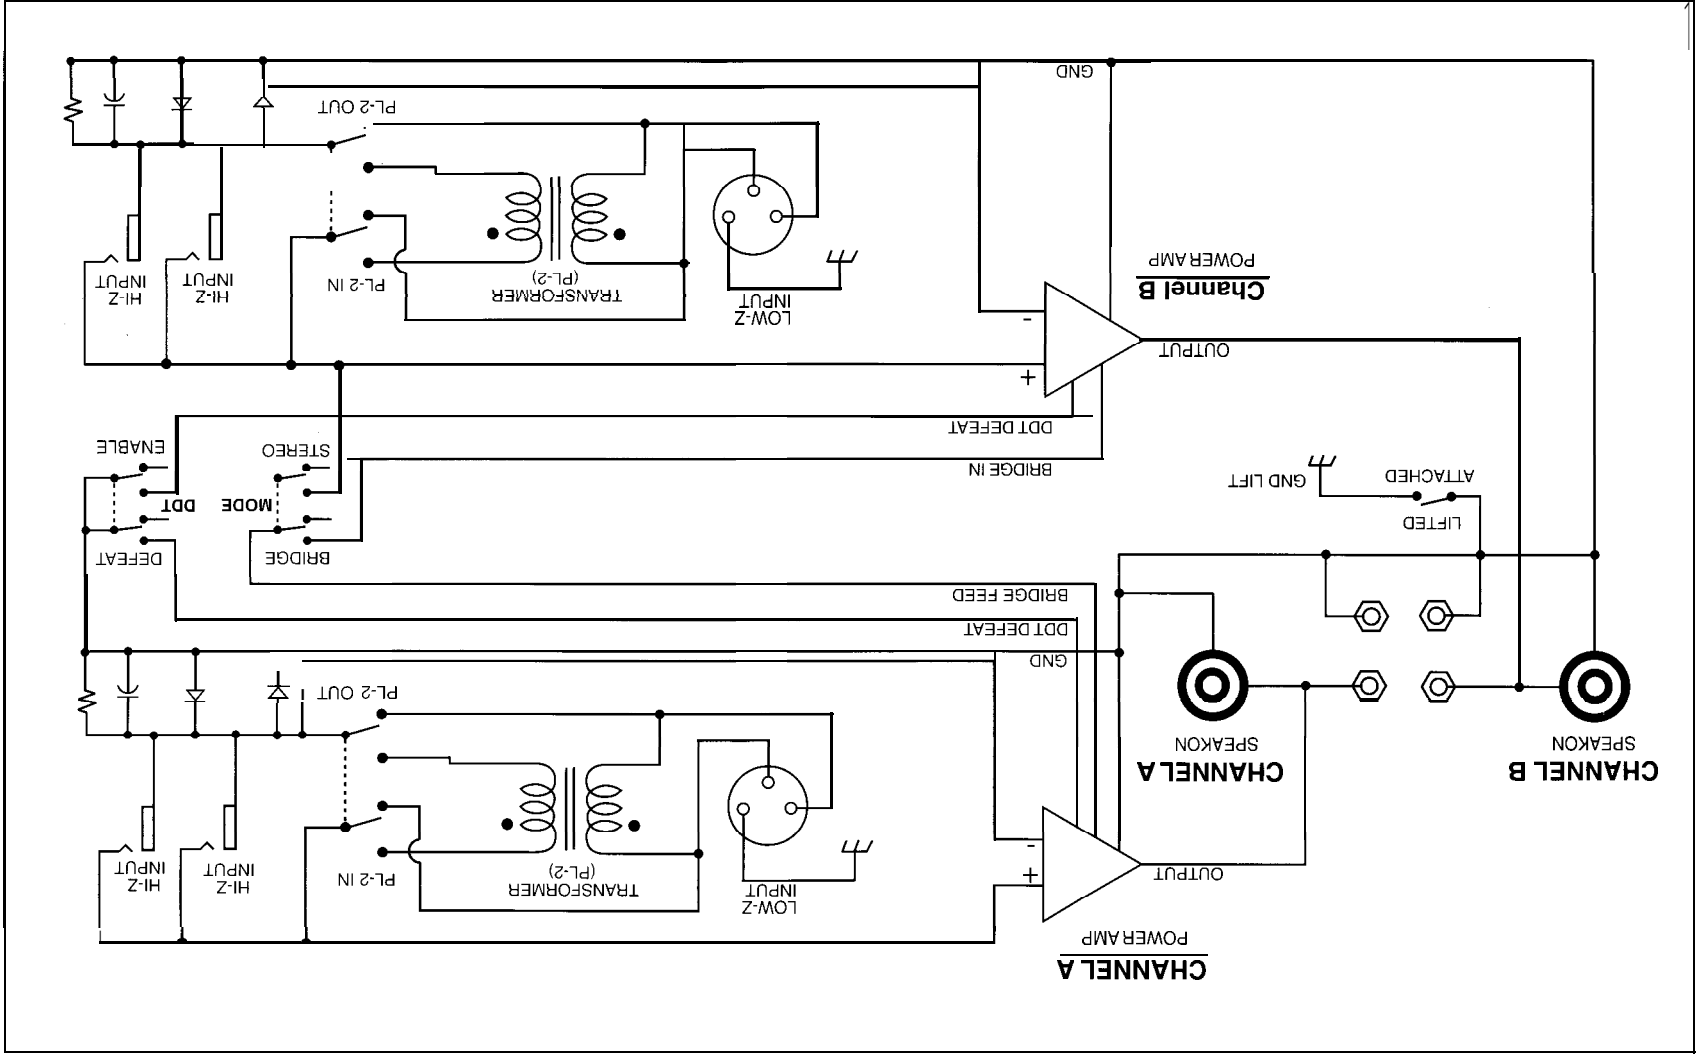 CHANNEL A
POWER AMP
LOW-Z
INPUT
TRANSFORMER
(PL-2)
PL-2 IN
HI-Z
INPUT
HI-Z
INPUT
OUTPUT
+
-
CHANNEL B
SPEAKON
CHANNEL A
SPEAKON
PL-2 OUT
GND
DDT DEFEAT
BRIDGE FEED
BRIDGE
DEFEAT
LIFTED
ATTACHED
GND LIFT
MODE
DDT
BRIDGE IN
STEREO
ENABLE
DDT DEFEAT
+
OUTPUT
-
LOW-Z
INPUT
TRANSFORMER
(PL-2)
PL-2 IN
HI-Z
INPUT
HI-Z
INPUT
Channel B
POWER AMP
PL-2 OUT
GND